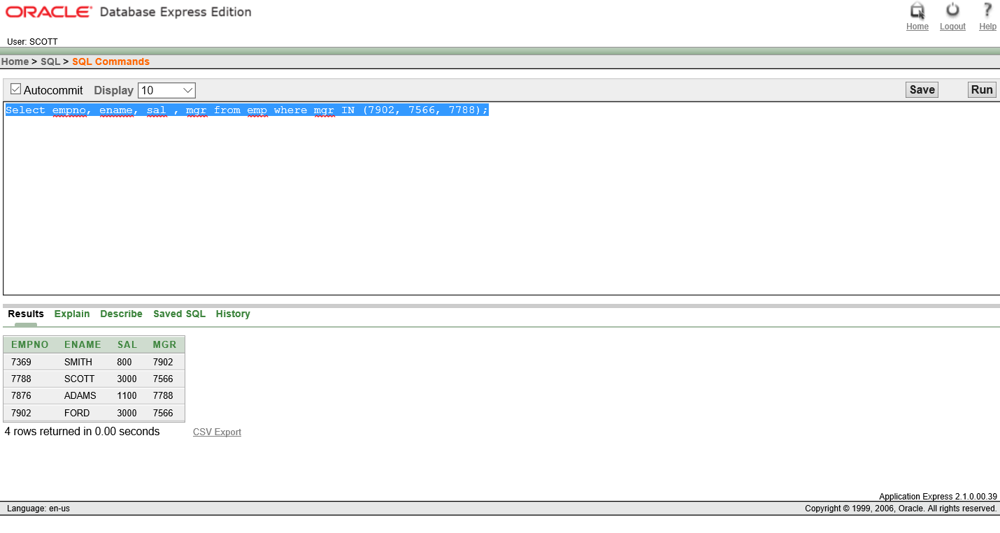 ORACLE Database Express Edition
Home Logout Help
User: SCOTT
Home > SQL > SQL Commands
Autocommit Display 10 Save Run
Select empno, ename, sal , mgr from emp where mgr IN (7902, 7566, 7788);
Results Explain Describe Saved SQL History
EMPNO ENAME SAL MGR
7369 SMITH 800 7902
7788 SCOTT 3000 7566
7876 ADAMS 1100 7788
7902 FORD 3000 7566
4 rows returned in 0.00 seconds CSV Export
Application Express 2.1.0.00.39
Language: en-us Copyright © 1999, 2006, Oracle. All rights reserved.